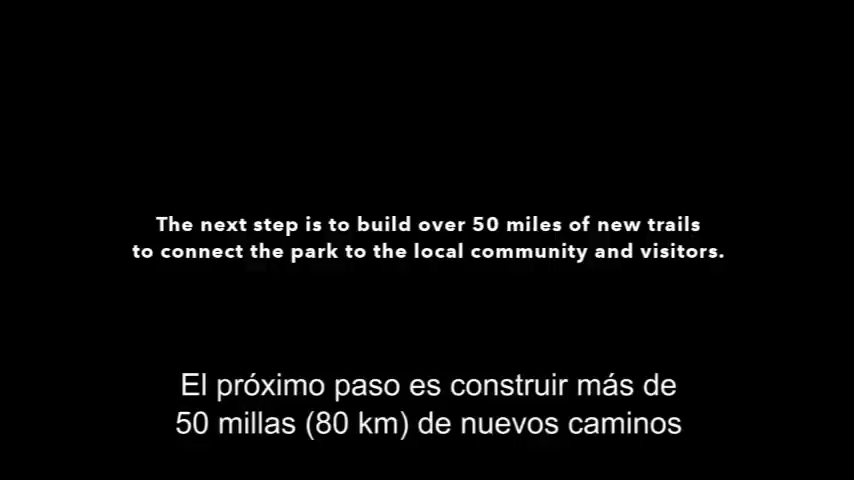 The next step is to build over 50 miles of new trails
to connect the park to the local community and visitors.
El próximo paso es construir más de
50 millas (80 km) de nuevos caminos